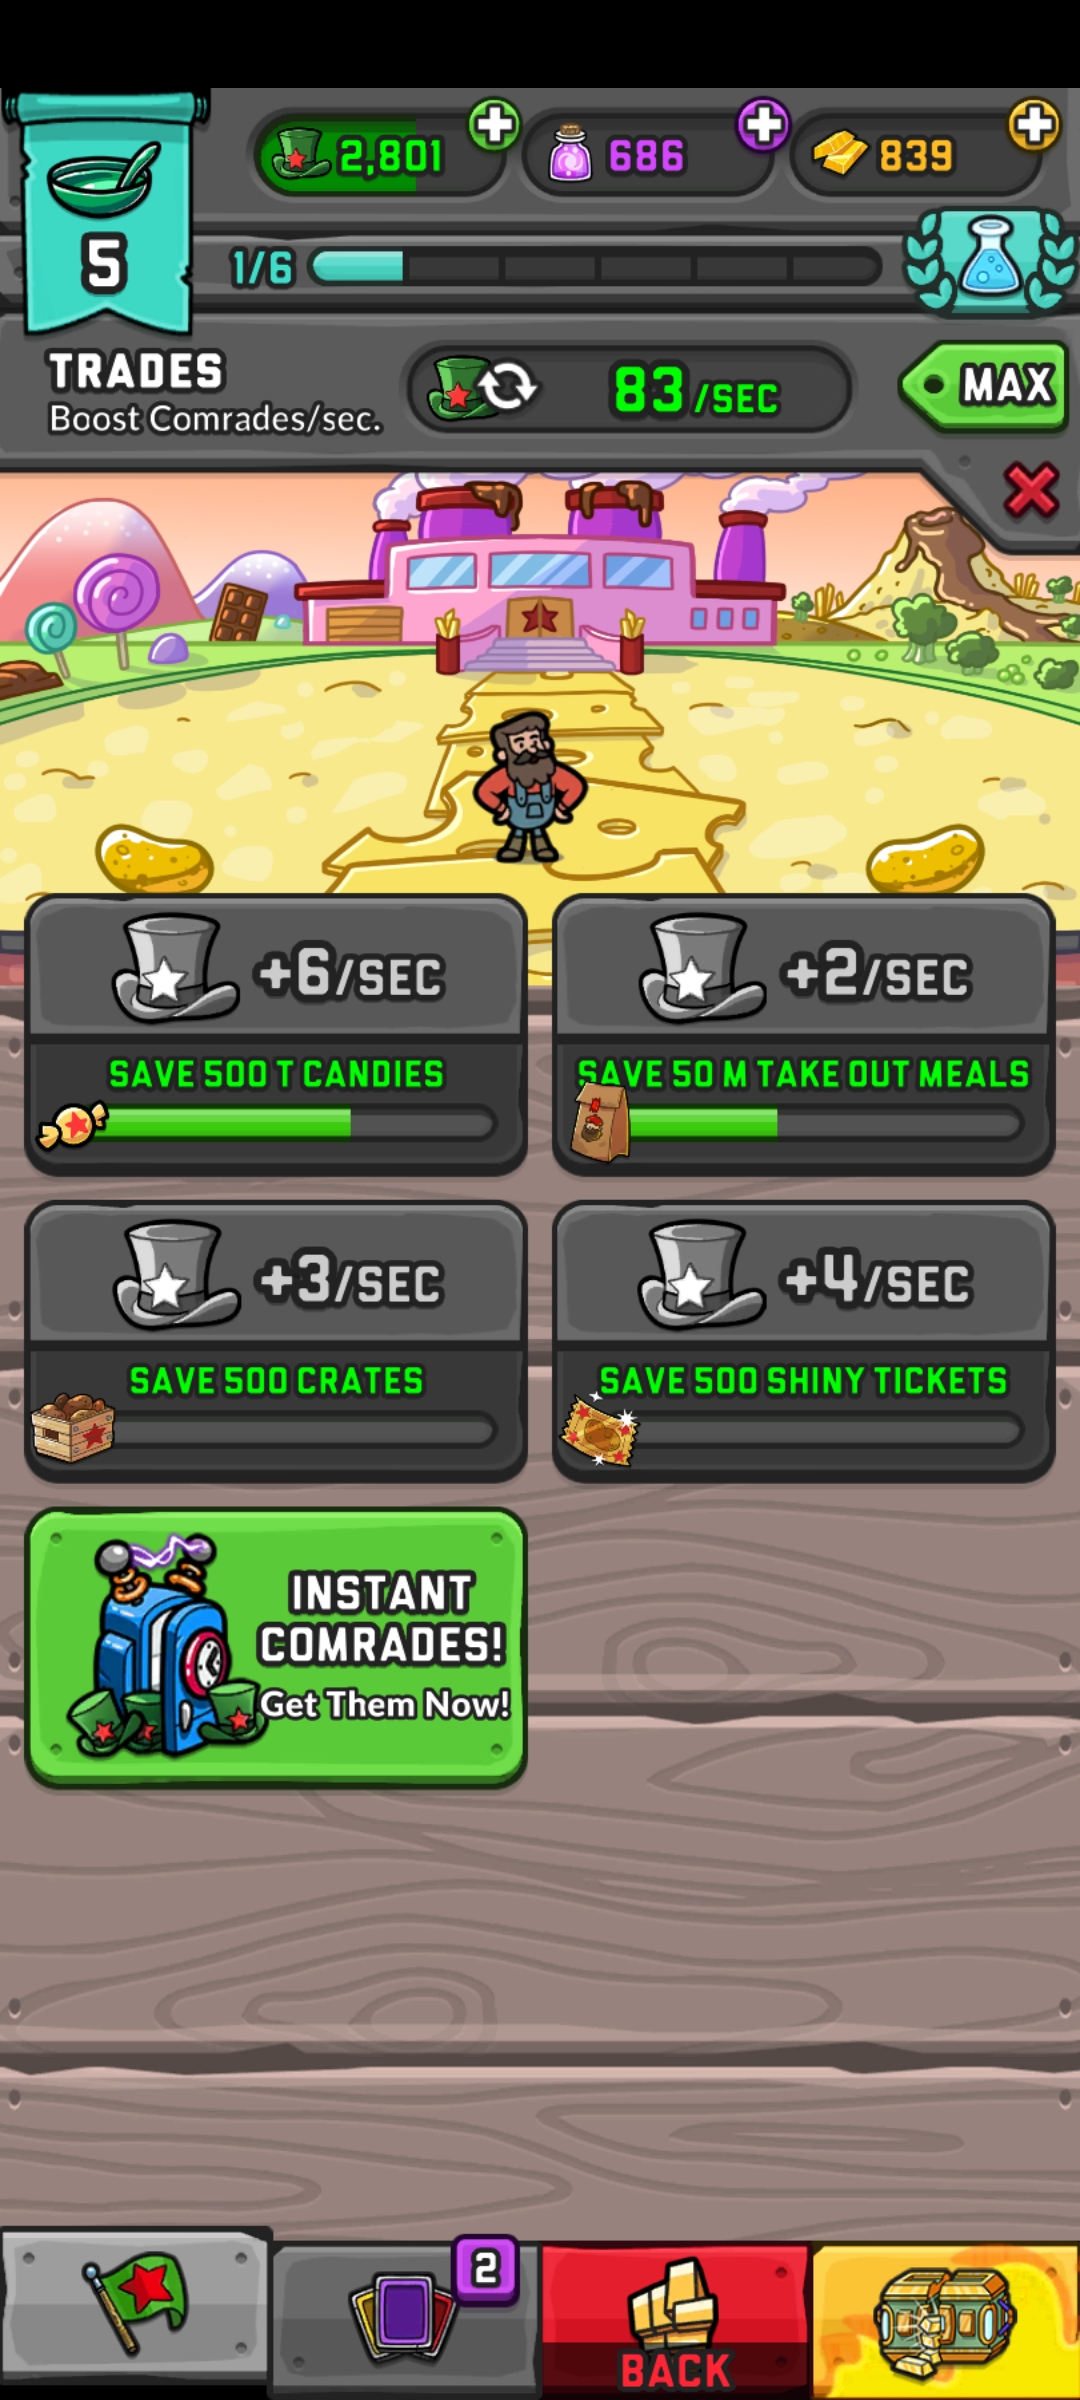 2,801
686
839
5
1/6
TRADES
Boost Comrades/sec.
83/SEC
MAX
+6/SEC
+2/SEC
SAVE 500 T CANDIES
SAVE 50 M TAKE OUT MEALS
+3/SEC
+4/SEC
SAVE 500 CRATES
SAVE 500 SHINY TICKETS
INSTANT
COMRADES!
Get Them Now!
2
BACK